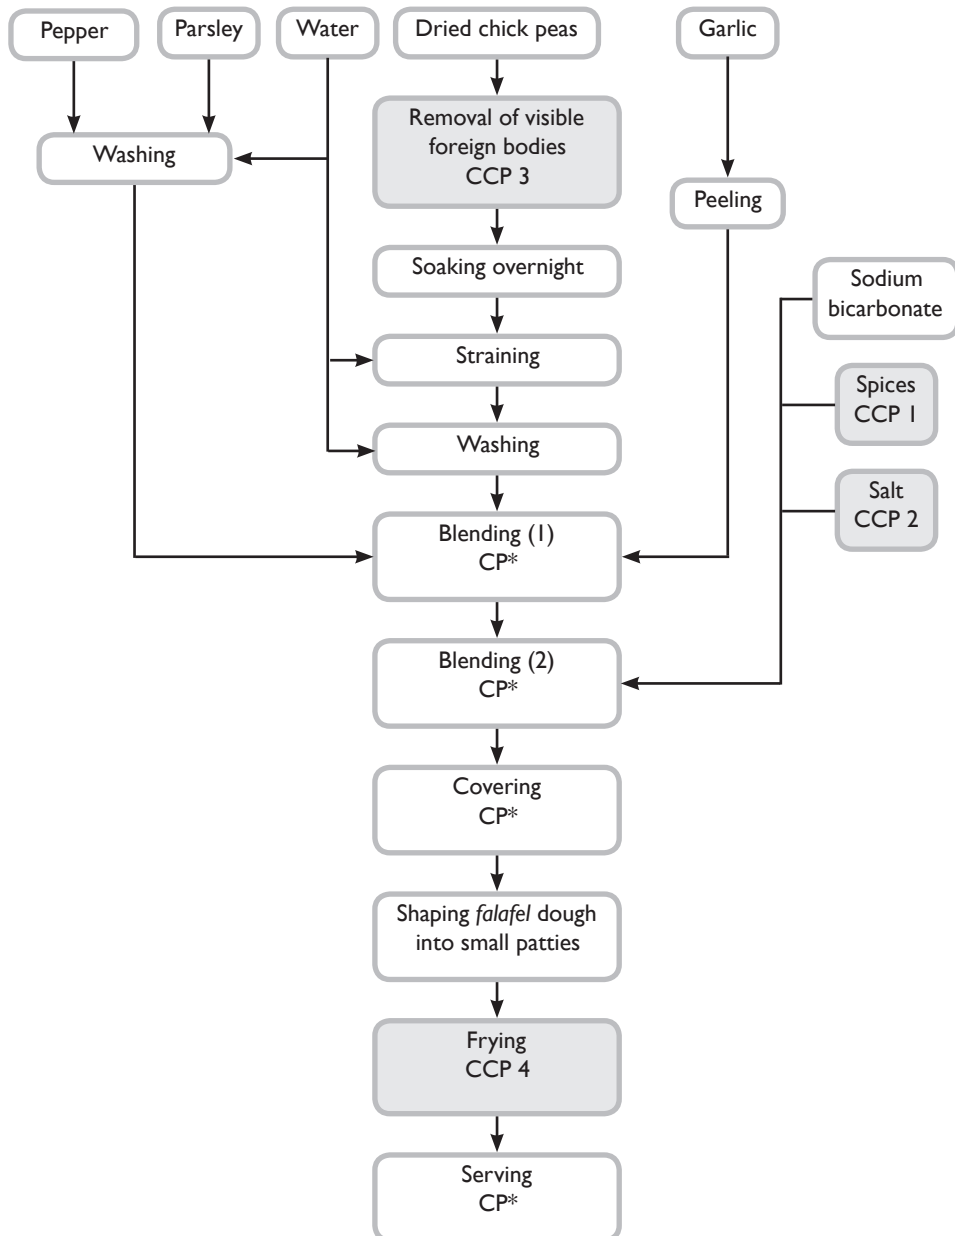 Pepper
Parsley
Water
Dried chick peas
Garlic
Removal of visible
foreign bodies
CCP 3
Washing
Peeling
Soaking overnight
Sodium
bicarbonate
Straining
Spices
CCP 1
Washing
Salt
CCP 2
Blending (1)
CP*
Blending (2)
CP*
Covering
CP*
Shaping falafel dough
into small patties
Frying
CCP 4
Serving
CP*